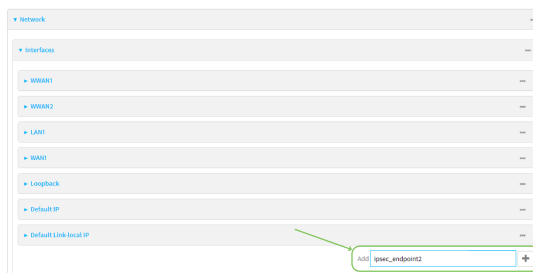 Network
Interfaces
WWAN1
WWAN2
LAN1
WAN1
Loopback
Default IP
Default Link-local IP
Add ipsec_endpoint2